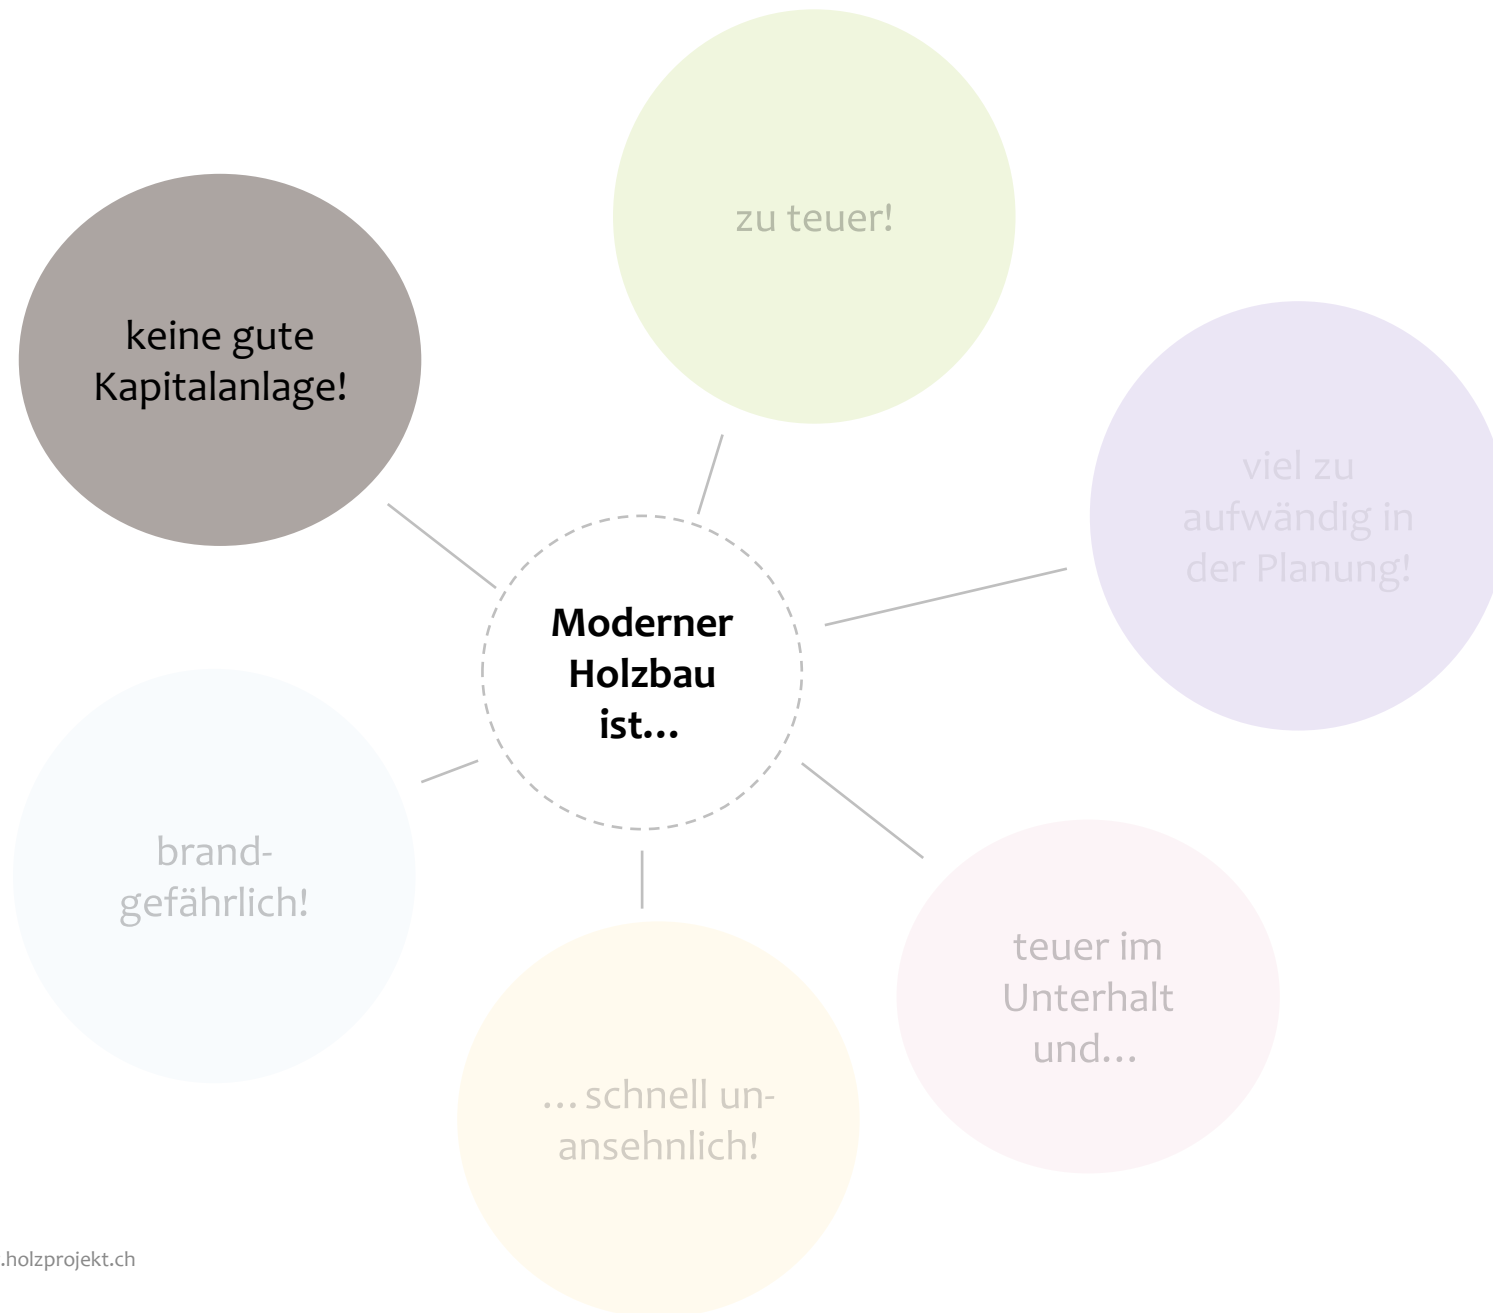 zu teuer!
keine gute
Kapitalanlage!
viel zu
aufwändig in
der Planung!
Moderner
Holzbau
ist...
brand-
gefährlich!
teuer im
Unterhalt
und...
...schnell un-
ansehnlich!
.holzprojekt.ch